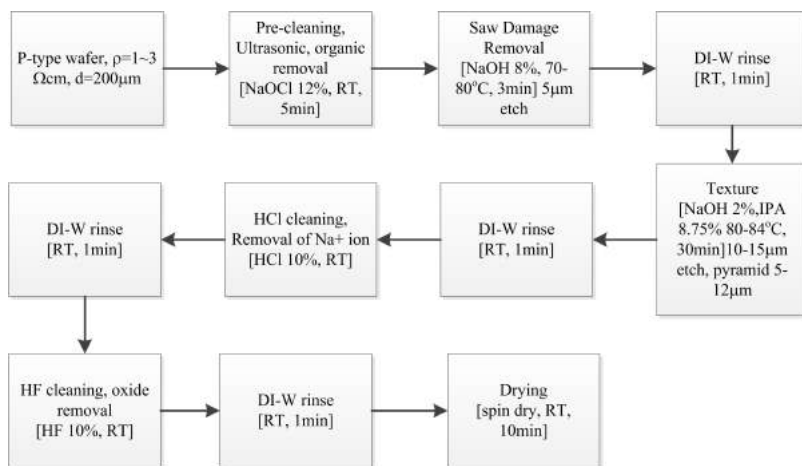 P-type wafer, ρ=1~3
Ωcm, d=200μm
Pre-cleaning,
Ultrasonic, organic
removal
[NaOCl 12%, RT,
5min]
Saw Damage
Removal
[NaOH 8%, 70-
80°C, 3min] 5μm
etch
DI-W rinse
[RT, 1min]
Texture
[NaOH 2%,IPA
8.75% 80-84°C,
30min]10-15μm
etch, pyramid 5-
12μm
DI-W rinse
[RT, 1min]
HCl cleaning,
Removal of Na+ ion
[HCl 10%, RT]
DI-W rinse
[RT, 1min]
HF cleaning, oxide
removal
[HF 10%, RT]
DI-W rinse
[RT, 1min]
Drying
[spin dry, RT,
10min]